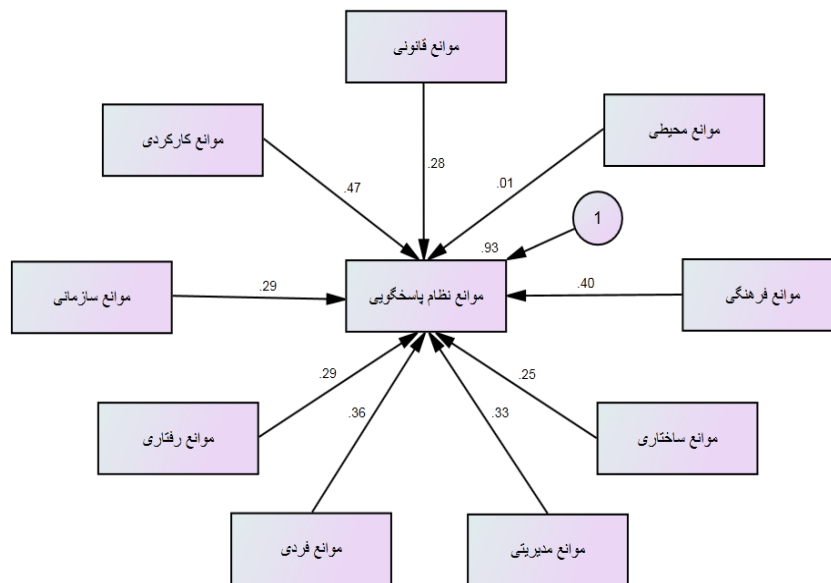 موانع قانونی
موانع کارکردی
موانع محیطی
.28
.47
.01
1
.93
موانع سازمانی
.29
موانع نظام پاسخگویی
.40
موانع فرهنگی
.29
.25
.36
.33
موانع رفتاری
موانع ساختاری
موانع فردی
موانع مدیریتی